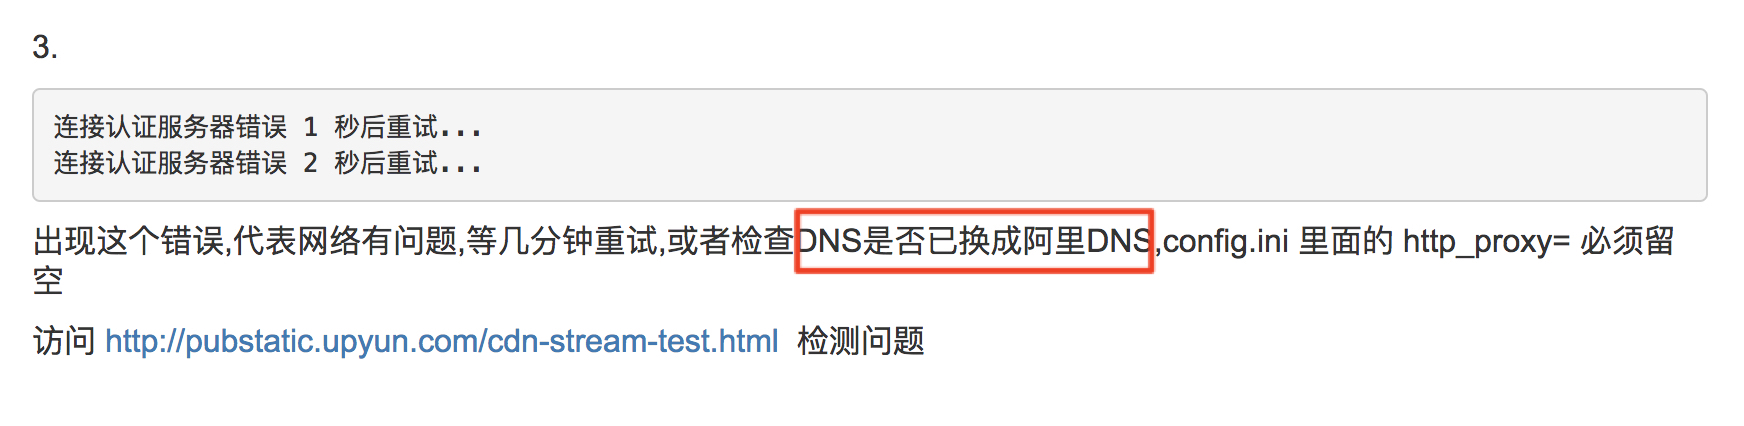 3.
连接认证服务器错误 1 秒后重试...
连接认证服务器错误 2 秒后重试...
出现这个错误,代表网络有问题,等几分钟重试,或者检查DNS是否已换成阿里DNS,config.ini 里面的 http_proxy= 必须留
空
访问 http://pubstatic.upyun.com/cdn-stream-test.html 检测问题